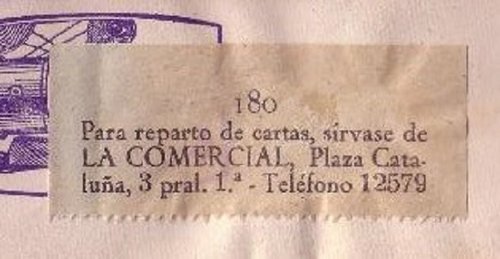 180
Para reparto de cartas, sírvase de
LA COMERCIAL, Plaza Cata-
luña, 3 pral. 1.ª - Teléfono 12579